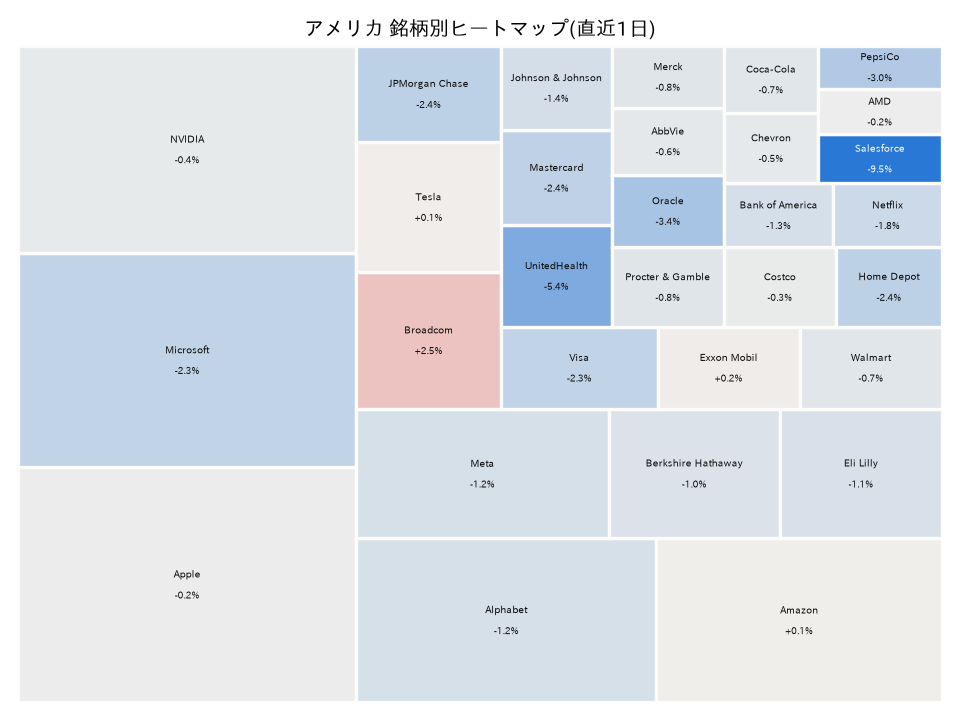 アメリカ 銘柄別ヒートマップ(直近1日)
NVIDIA
-0.4%
Microsoft
-2.3%
Apple
-0.2%
JPMorgan Chase
-2.4%
Tesla
+0.1%
Broadcom
+2.5%
Johnson & Johnson
-1.4%
Mastercard
-2.4%
UnitedHealth
-5.4%
Merck
-0.8%
AbbVie
-0.6%
Oracle
-3.4%
Procter & Gamble
-0.8%
Coca-Cola
-0.7%
Chevron
-0.5%
PepsiCo
-3.0%
AMD
-0.2%
Salesforce
-9.5%
Bank of America
-1.3%
Netflix
-1.8%
Costco
-0.3%
Home Depot
-2.4%
Visa
-2.3%
Exxon Mobil
+0.2%
Walmart
-0.7%
Meta
-1.2%
Berkshire Hathaway
-1.0%
Eli Lilly
-1.1%
Alphabet
-1.2%
Amazon
+0.1%